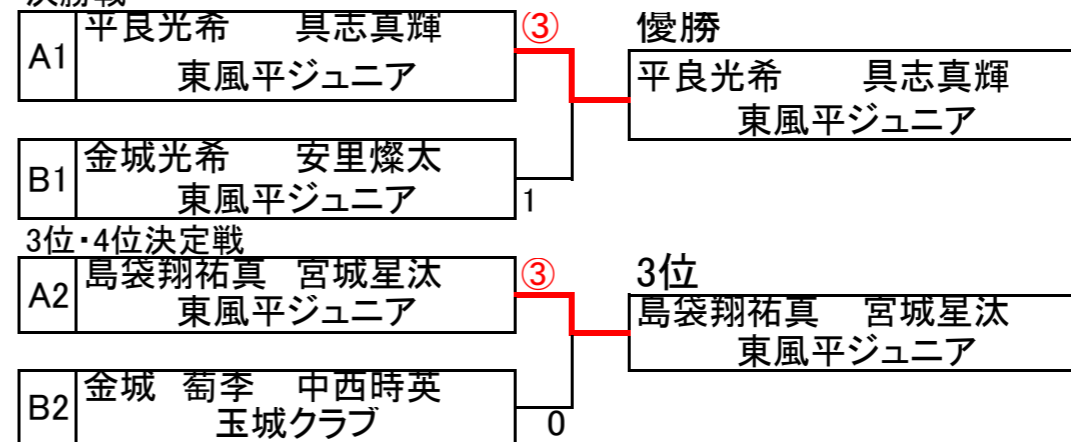 決勝戦
A1 平良光希 具志真輝 ③
東風平ジュニア
優勝
平良光希 具志真輝
東風平ジュニア
B1 金城光希 安里燦太
東風平ジュニア 1
3位・4位決定戦
A2 島袋翔祐真 宮城星汰 ③
東風平ジュニア
3位
島袋翔祐真 宮城星汰
東風平ジュニア
B2 金城 萄李 中西時英
玉城クラブ 0